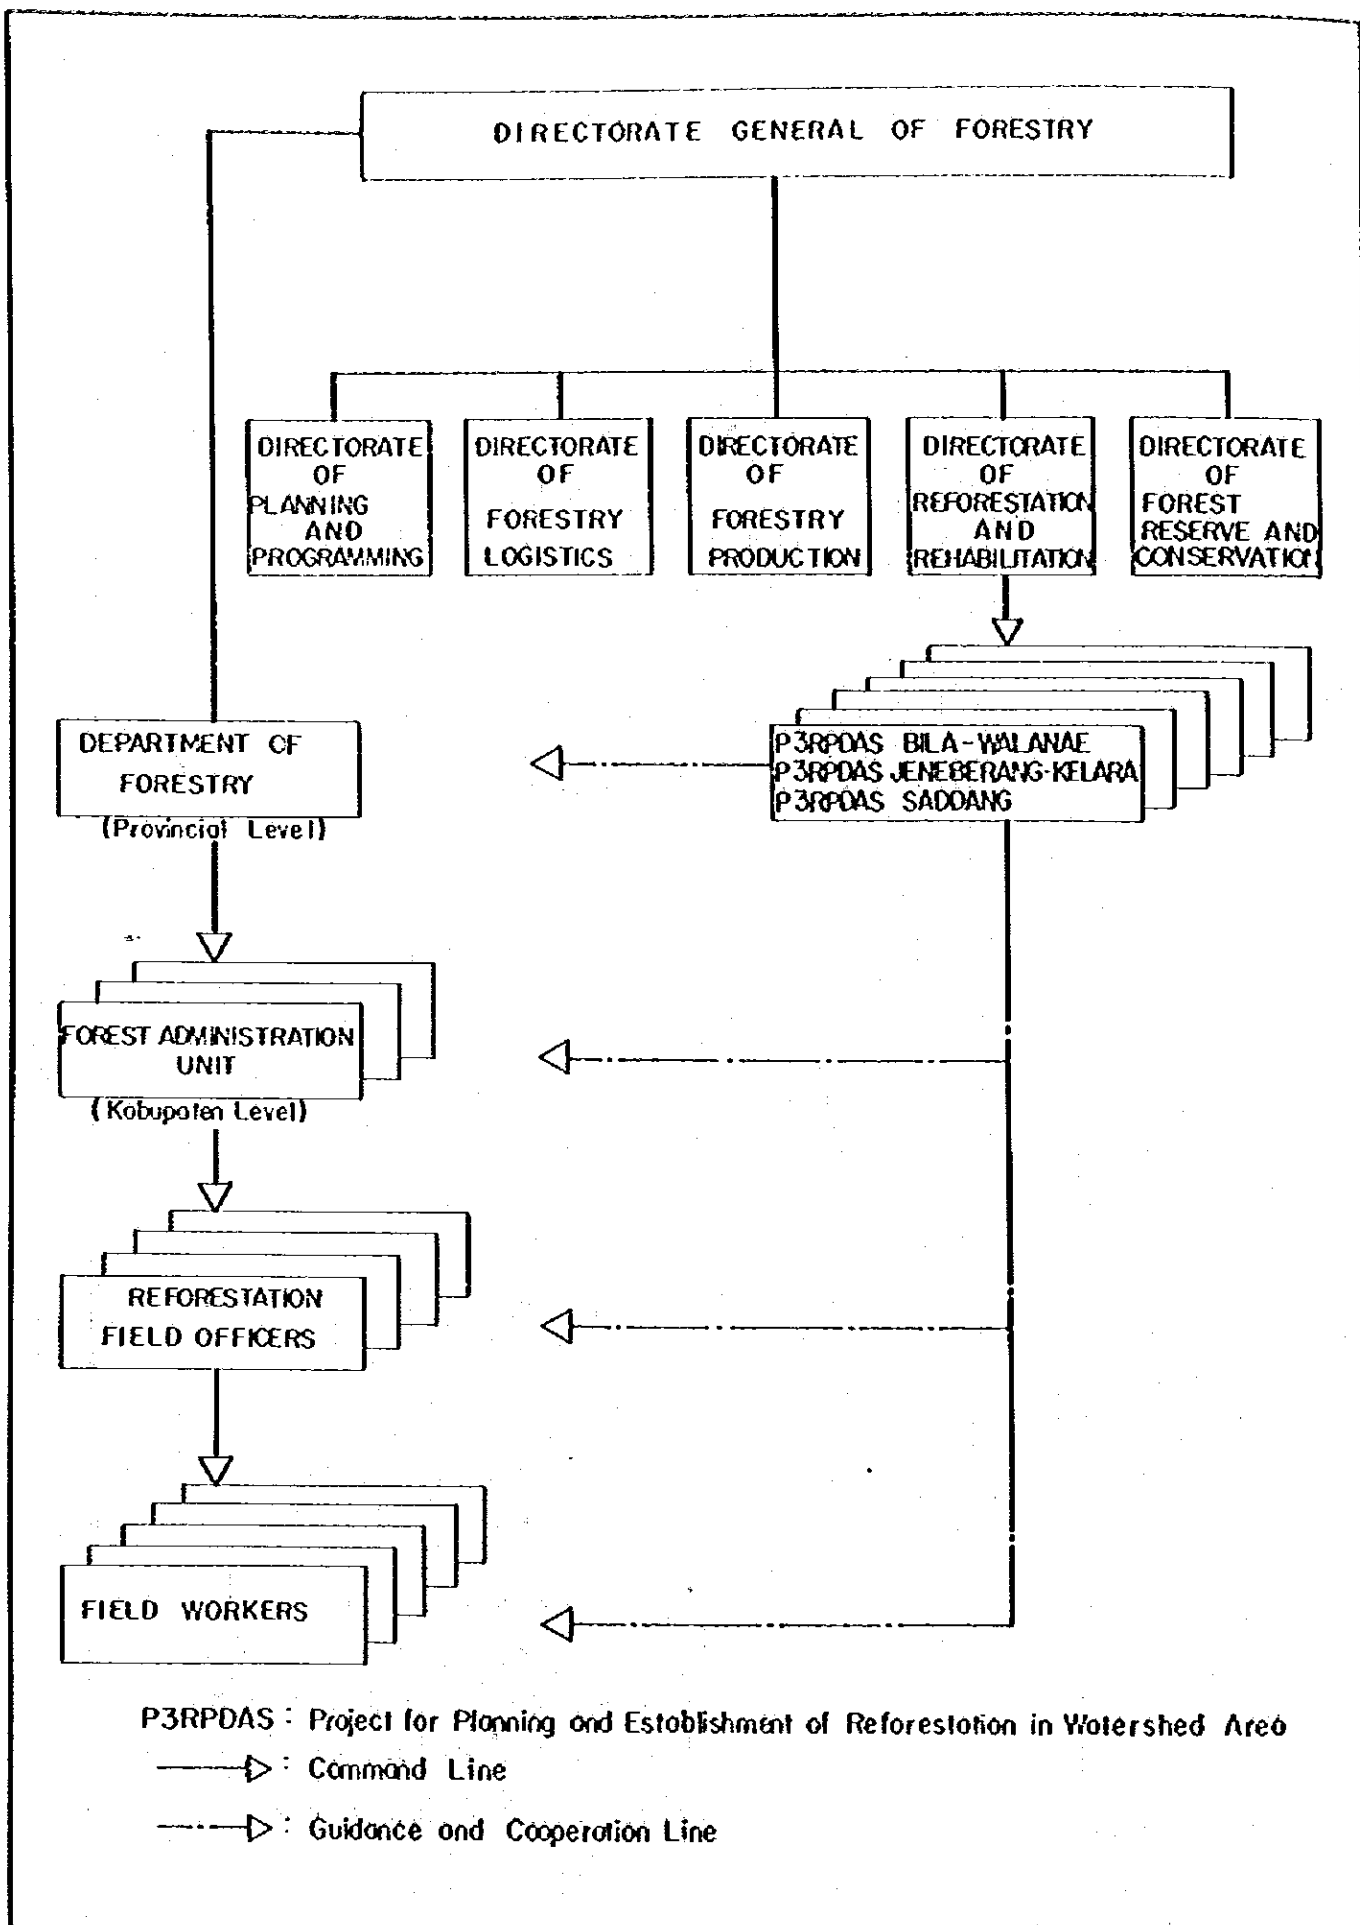 DIRECTORATE GENERAL OF FORESTRY
DIRECTORATE
OF
PLANNING
AND
PROGRAMMING
DIRECTORATE
OF
FORESTRY
LOGISTICS
DIRECTORATE
OF
FORESTRY
PRODUCTION
DIRECTORATE
OF
REFORESTATION
AND
REHABILITATION
DIRECTORATE
OF
FOREST
RESERVE AND
CONSERVATION
DEPARTMENT OF
FORESTRY
(Provincial Level)
P3RPDAS BILA-WALANAE
P3RPDAS JENEBERANG-KELARA
P3RPDAS SADDANG
FOREST ADMINISTRATION
UNIT
(Kabupaten Level)
REFORESTATION
FIELD OFFICERS
FIELD WORKERS
P3RPDAS : Project for Planning and Establishment of Reforestation in Watershed Area
: Command Line
: Guidance and Cooperation Line